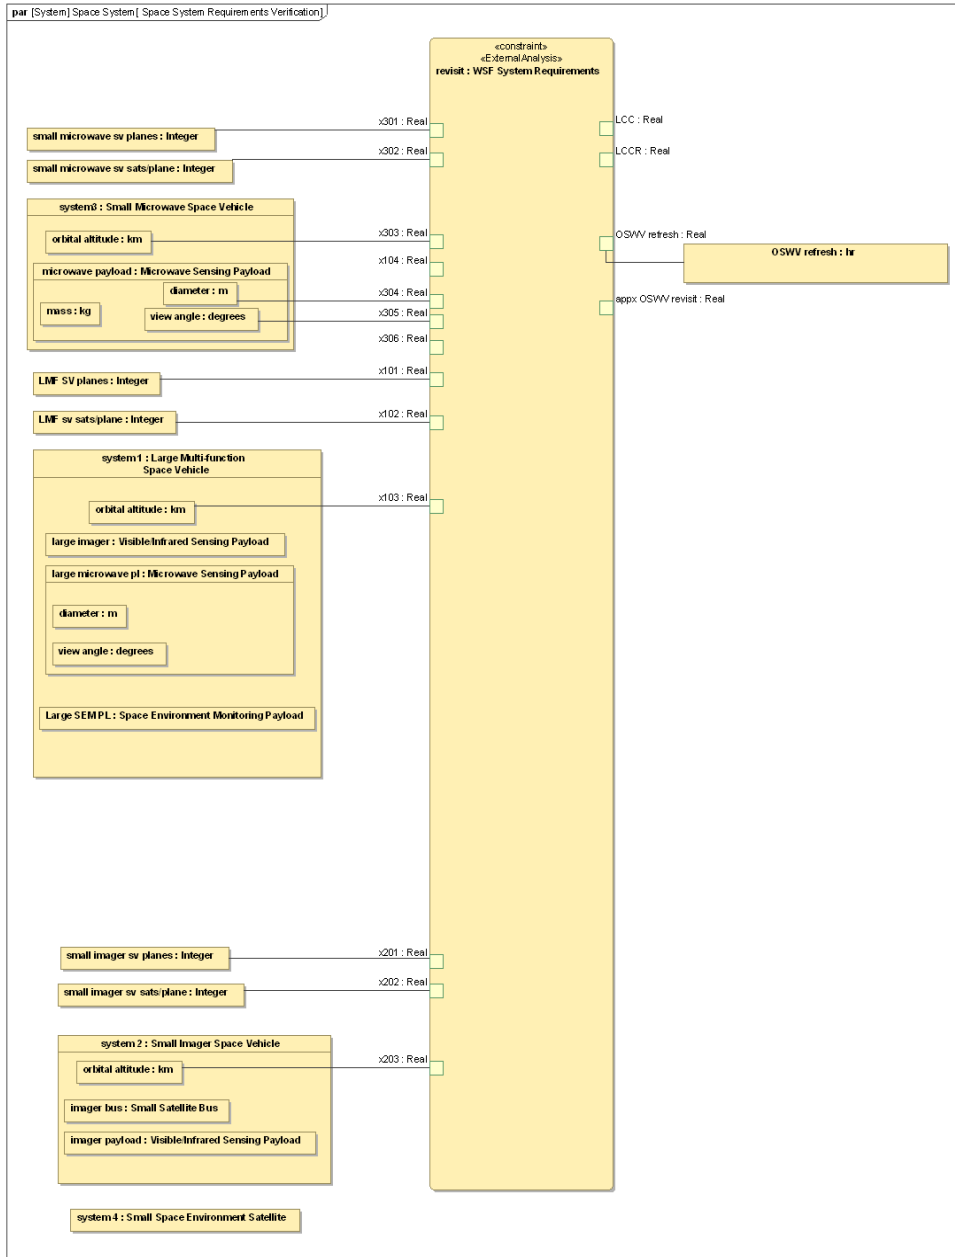 par [System] Space System[ Space System Requirements Verification]
«constraint»
«ExternalAnalysis»
revisit : WSF System Requirements
x301 : Real
LCC : Real
small microwave sv planes : Integer
x302 : Real
LCCR : Real
small microwave sv sats/plane : Integer
system3 : Small Microwave Space Vehicle
x303 : Real
OSWV refresh : Real
orbital altitude : km
OSWV refresh : hr
x104 : Real
microwave payload : Microwave Sensing Payload
diameter : m
x304 : Real
appx OSWV revisit : Real
mass : kg
view angle : degrees
x305 : Real
x306 : Real
x101 : Real
LMF SV planes : Integer
x102 : Real
LMF sv sats/plane : Integer
system1 : Large Multi-function
Space Vehicle
x103 : Real
orbital altitude : km
large imager : Visible/Infrared Sensing Payload
large microwave pl : Microwave Sensing Payload
diameter : m
view angle : degrees
Large SEM PL : Space Environment Monitoring Payload
x201 : Real
small imager sv planes : Integer
x202 : Real
small imager sv sats/plane : Integer
system2 : Small Imager Space Vehicle
x203 : Real
orbital altitude : km
imager bus : Small Satellite Bus
imager payload : Visible/Infrared Sensing Payload
system4 : Small Space Environment Satellite